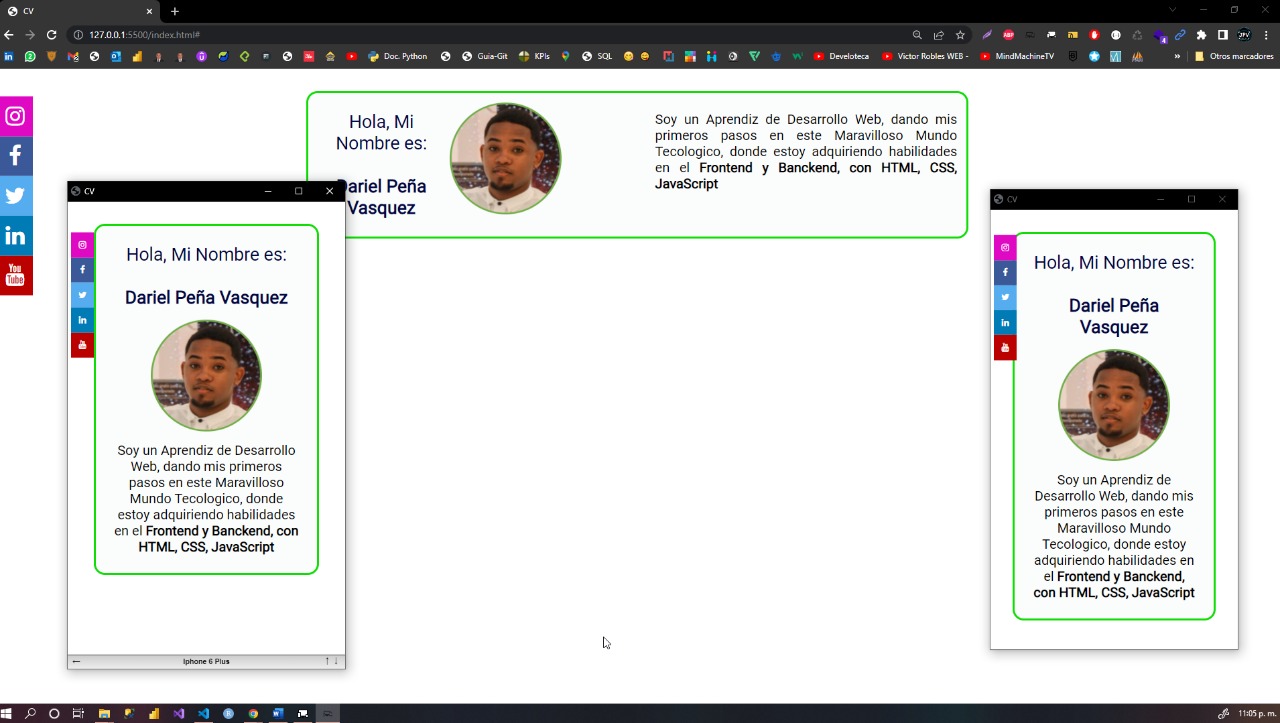 CV
127.0.0.1:5500/index.html#
Doc. Python
Guia-Git
KPIs
SQL
Develoteca
Victor Robles WEB -
MindMachineTV
»
Otros marcadores
Hola, Mi
Nombre es:
Dariel Peña
Vasquez
Soy un Aprendiz de Desarrollo Web, dando mis
primeros pasos en este Maravilloso Mundo
Tecologico, donde estoy adquiriendo habilidades
en el Frontend y Banckend, con HTML, CSS,
JavaScript
You
Tube
CV
Hola, Mi Nombre es:
Dariel Peña Vasquez
Soy un Aprendiz de Desarrollo
Web, dando mis primeros
pasos en este Maravilloso
Mundo Tecologico, donde
estoy adquiriendo habilidades
en el Frontend y Banckend, con
HTML, CSS, JavaScript
Iphone 6 Plus
CV
Hola, Mi Nombre es:
Dariel Peña
Vasquez
Soy un Aprendiz de
Desarrollo Web, dando mis
primeros pasos en este
Maravilloso Mundo
Tecologico, donde estoy
adquiriendo habilidades en
el Frontend y Banckend,
con HTML, CSS, JavaScript
11:05 p. m.